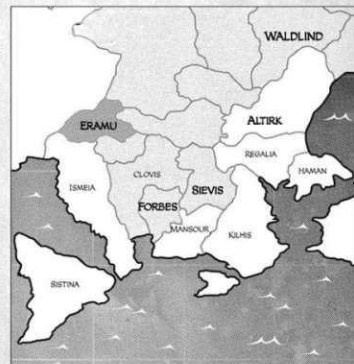 WALDLIND
ERAMU
ALTIRK
REGALIA
HAMAN
ISMEIA
CLOVIS
SIEVIS
FORBES
MANSOUR
KILHIS
SISTINA